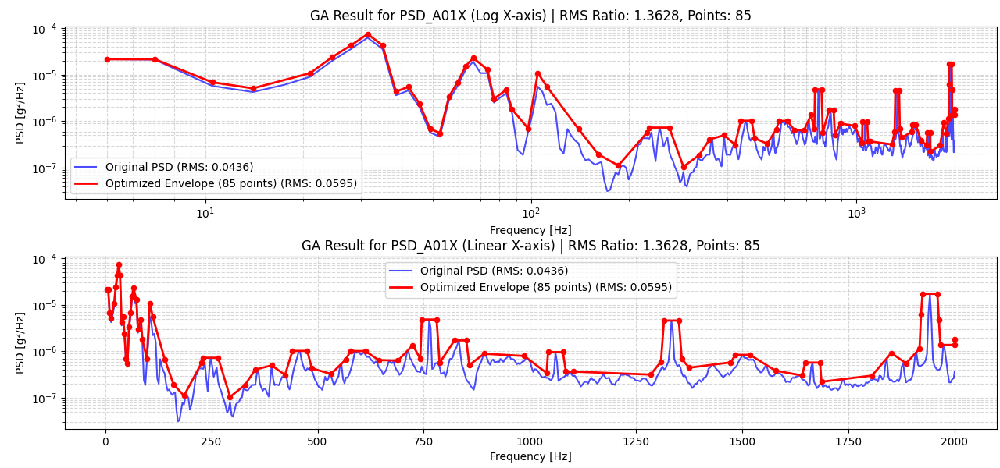 GA Result for PSD_A01X (Log X-axis) | RMS Ratio: 1.3628, Points: 85
PSD [g²/Hz]
10⁻⁴
10⁻⁵
10⁻⁶
10⁻⁷
Original PSD (RMS: 0.0436)
Optimized Envelope (85 points) (RMS: 0.0595)
10¹
10²
10³
Frequency [Hz]
GA Result for PSD_A01X (Linear X-axis) | RMS Ratio: 1.3628, Points: 85
PSD [g²/Hz]
10⁻⁴
10⁻⁵
10⁻⁶
10⁻⁷
Original PSD (RMS: 0.0436)
Optimized Envelope (85 points) (RMS: 0.0595)
0 250 500 750 1000 1250 1500 1750 2000
Frequency [Hz]